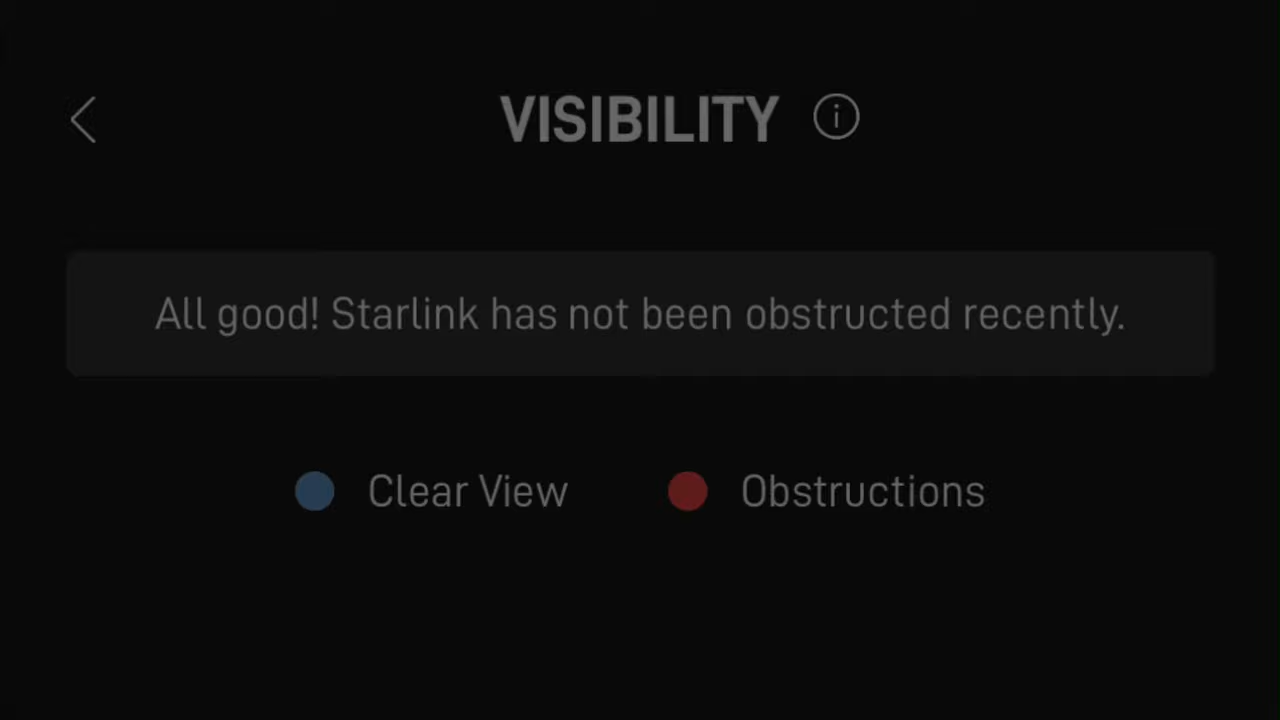 VISIBILITY
All good! Starlink has not been obstructed recently.
Clear View Obstructions